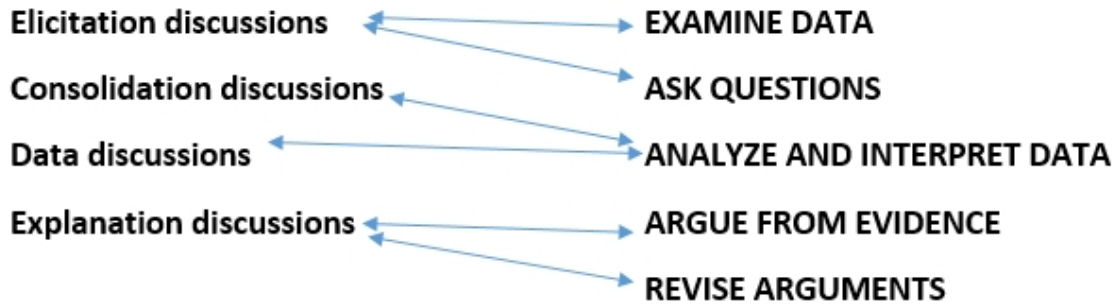 Elicitation discussions EXAMINE DATA
ASK QUESTIONS
Consolidation discussions
Data discussions ANALYZE AND INTERPRET DATA
Explanation discussions ARGUE FROM EVIDENCE
REVISE ARGUMENTS